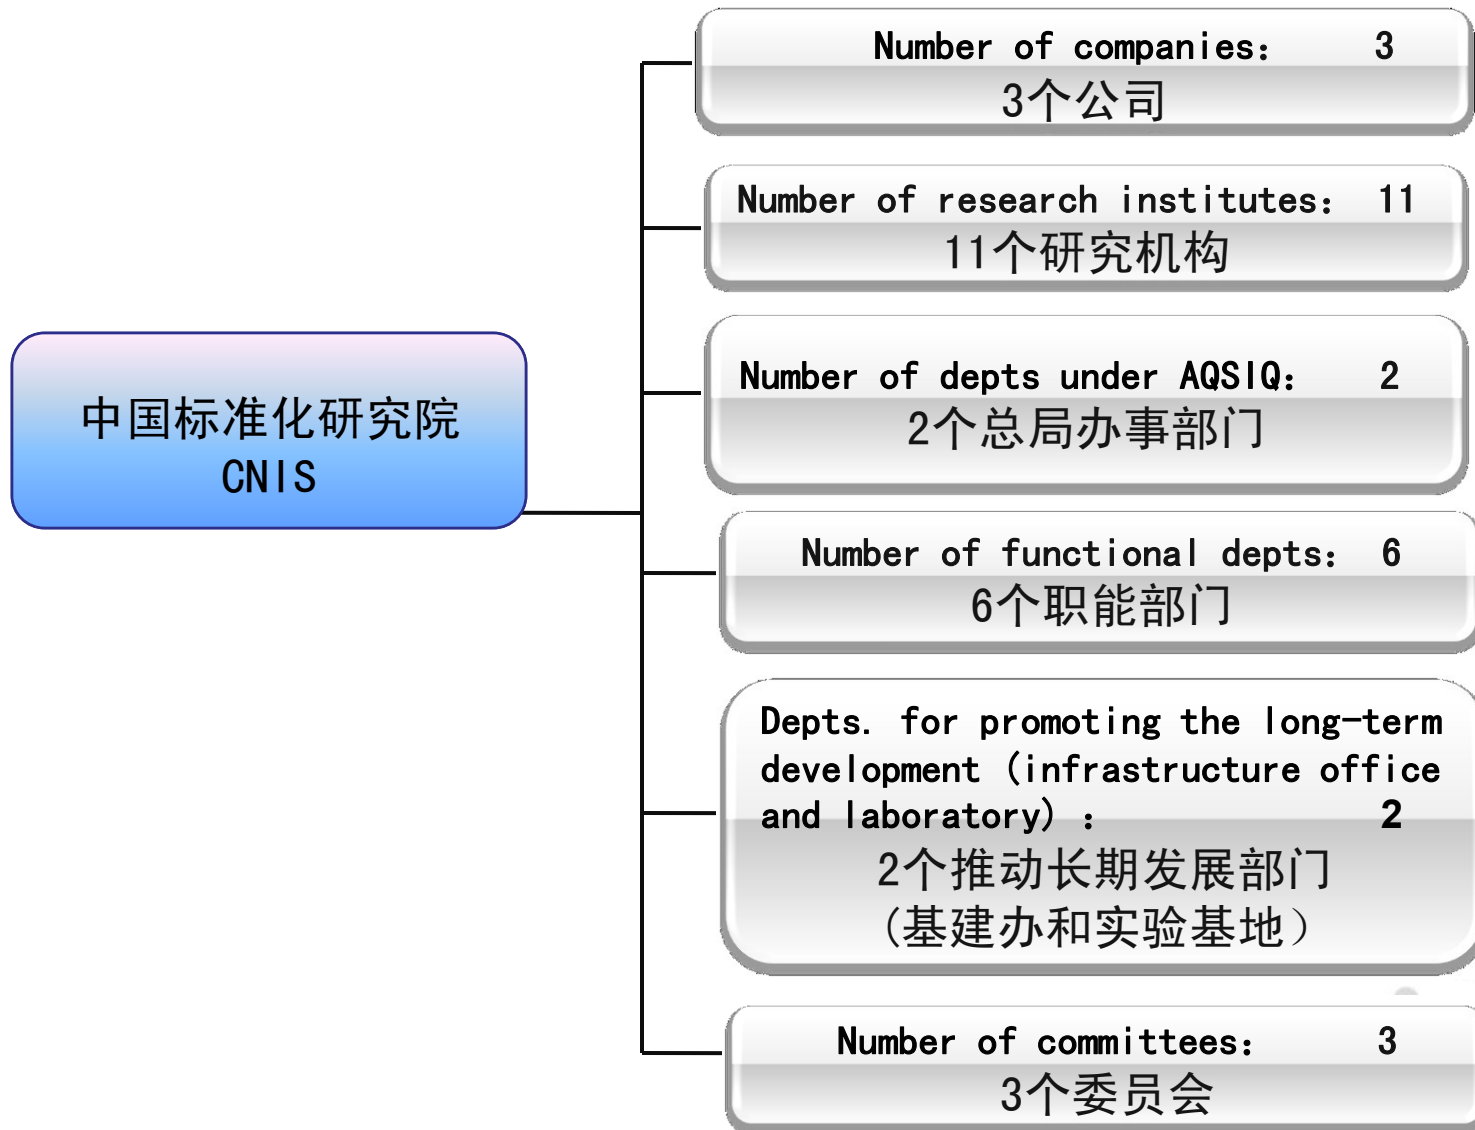 Number of companies： 3
3个公司
Number of research institutes： 11
11个研究机构
Number of depts under AQSIQ： 2
2个总局办事部门
中国标准化研究院
CNIS
Number of functional depts： 6
6个职能部门
Depts. for promoting the long-term
development (infrastructure office
and laboratory) ： 2
2个推动长期发展部门
(基建办和实验基地）
Number of committees： 3
3个委员会